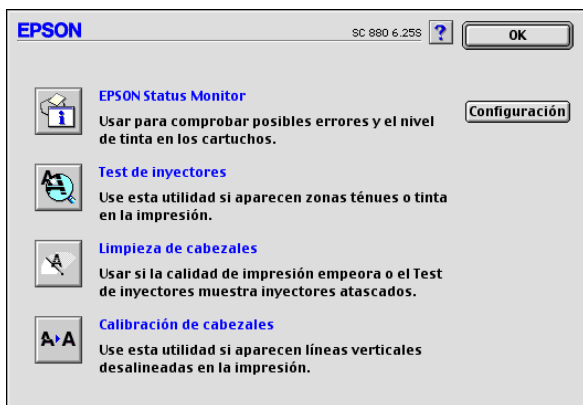 EPSON
SC 880 6.25S
?
OK
EPSON Status Monitor
Usar para comprobar posibles errores y el nivel
de tinta en los cartuchos.
Configuración
Test de inyectores
Use esta utilidad si aparecen zonas ténues o tinta
en la impresión.
Limpieza de cabezales
Usar si la calidad de impresión empeora o el Test
de inyectores muestra inyectores atascados.
A A
Calibración de cabezales
Use esta utilidad si aparecen líneas verticales
desalineadas en la impresión.